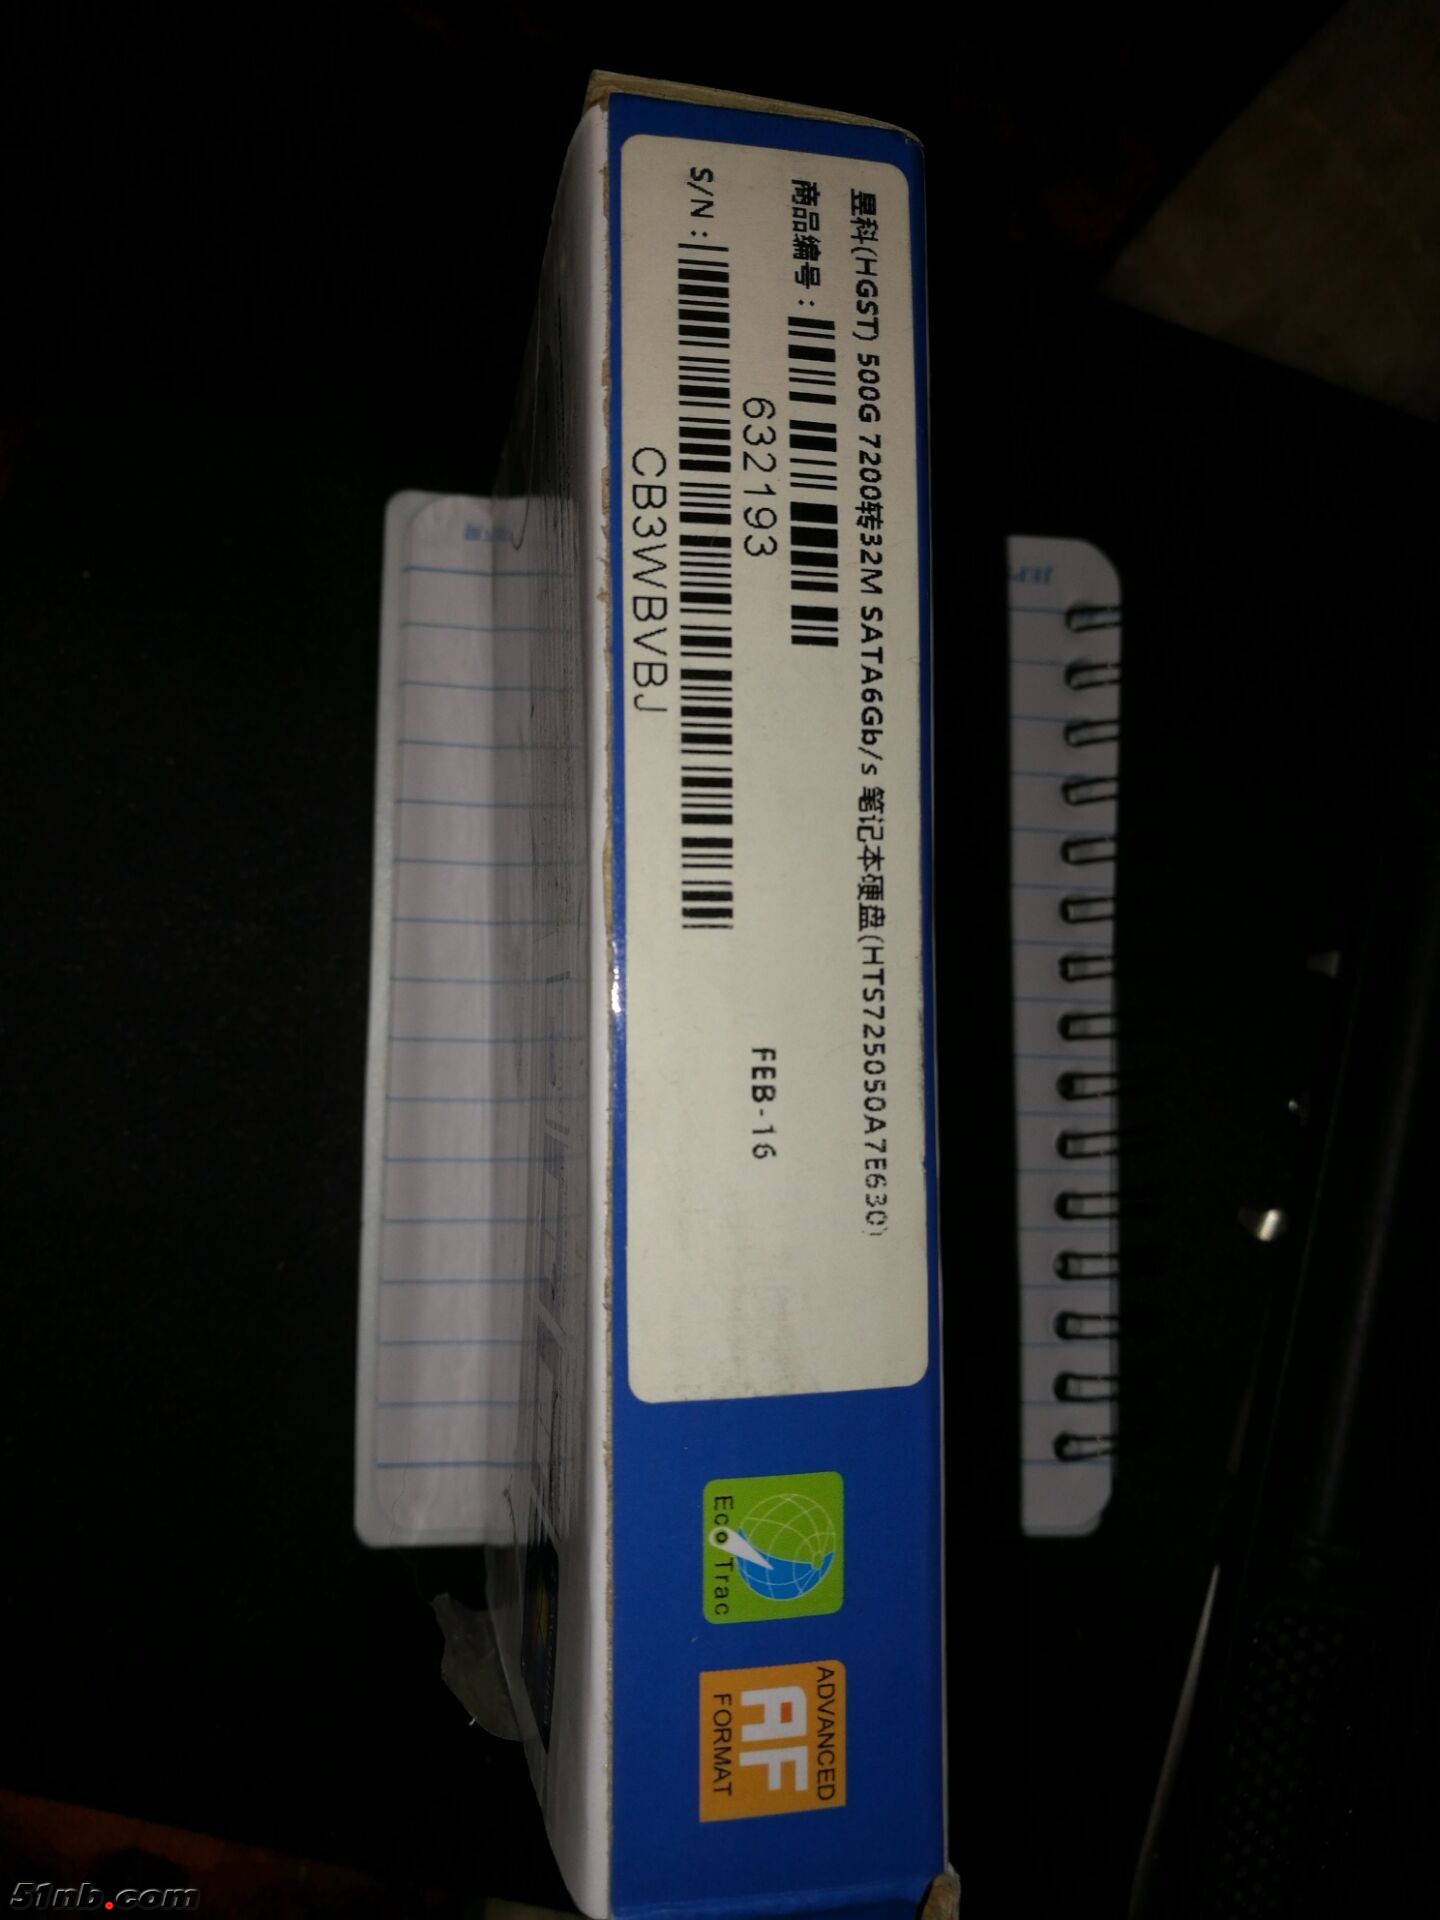 昱科(HGST) 500G 7200转32M SATA6Gb/s 笔记本硬盘(HTS725050A7E630)
商品编号：
632193
FEB-16
S/N：
CB3WBVBJ
Eco Trac
ADVANCED
AF
FORMAT
51nb.com